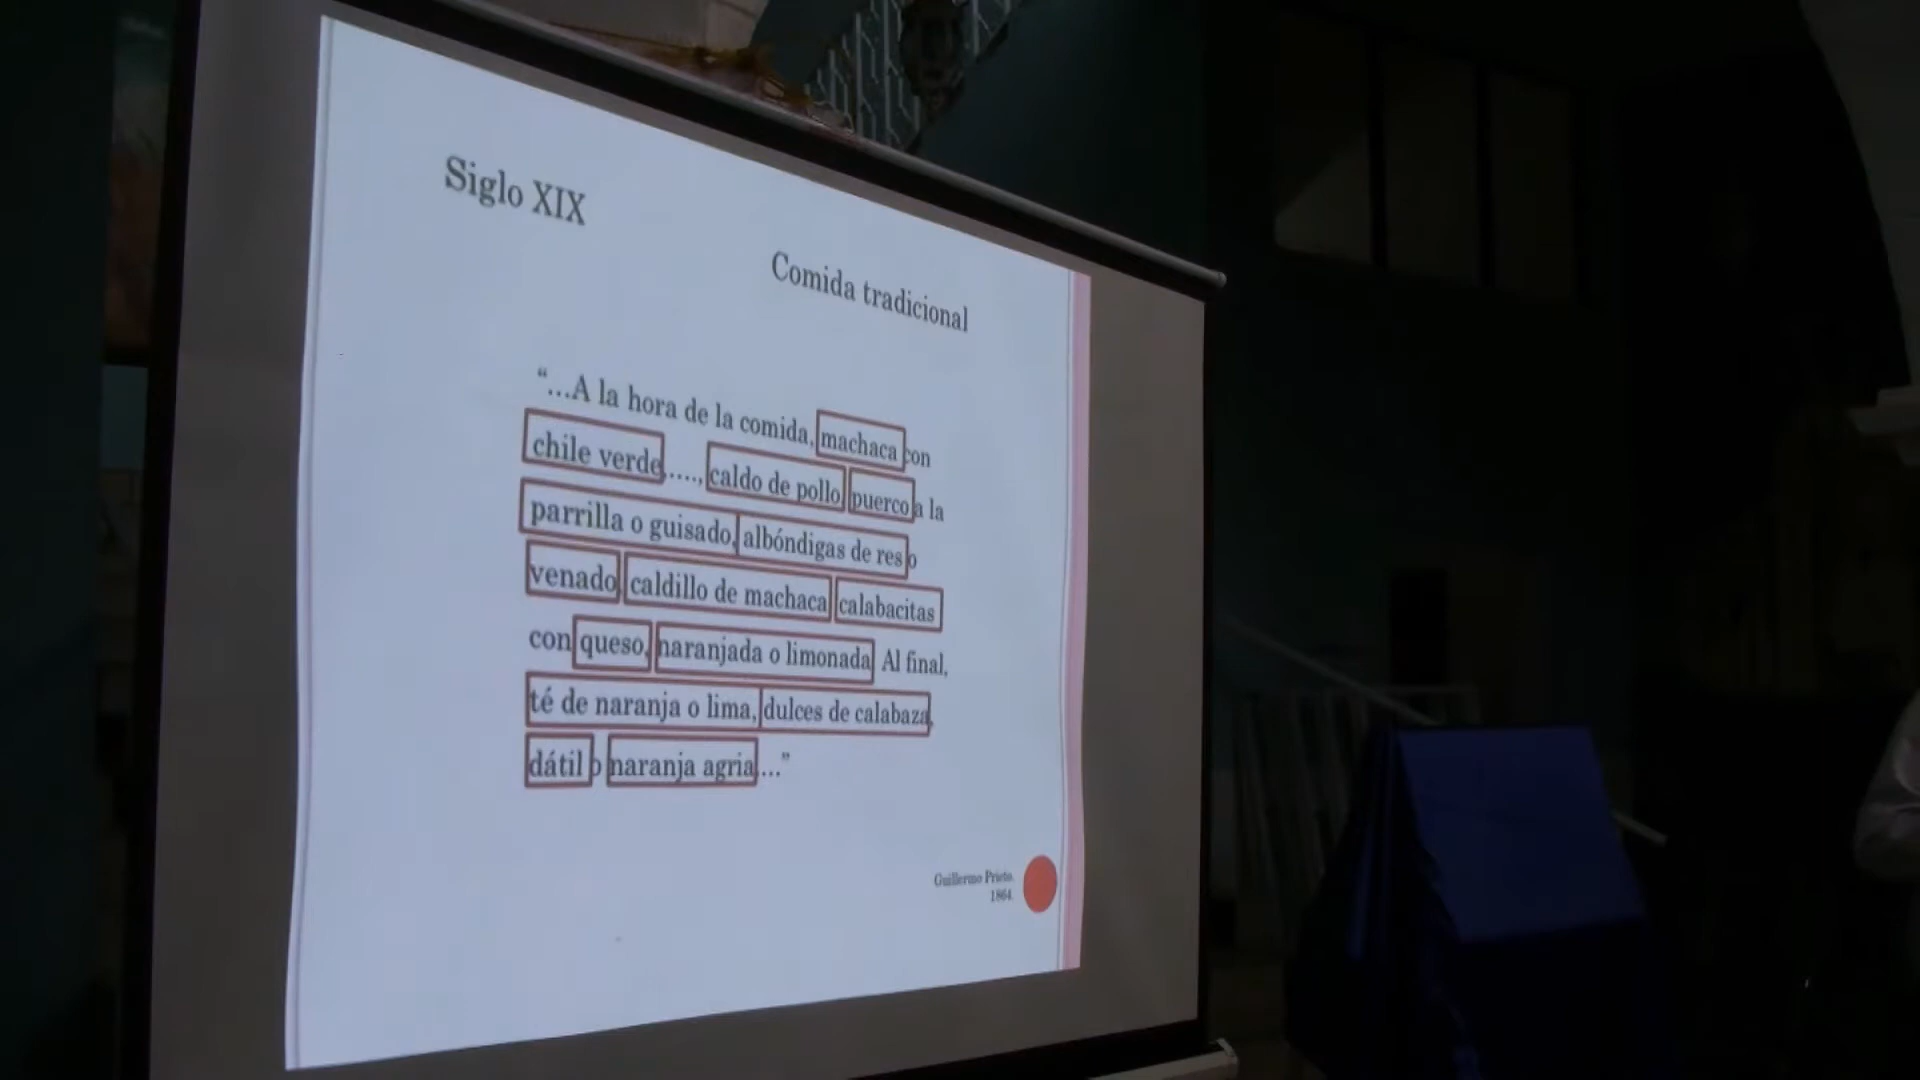 Siglo XIX
Comida tradicional
“...A la hora de la comida, machaca con
chile verde....., caldo de pollo, puerco a la
parrilla o guisado, albóndigas de res o
venado, caldillo de machaca calabacitas
con queso, naranjada o limonada Al final,
té de naranja o lima, dulces de calabaza,
dátil o naranja agria...”
Guillermo Prieto.
1864.